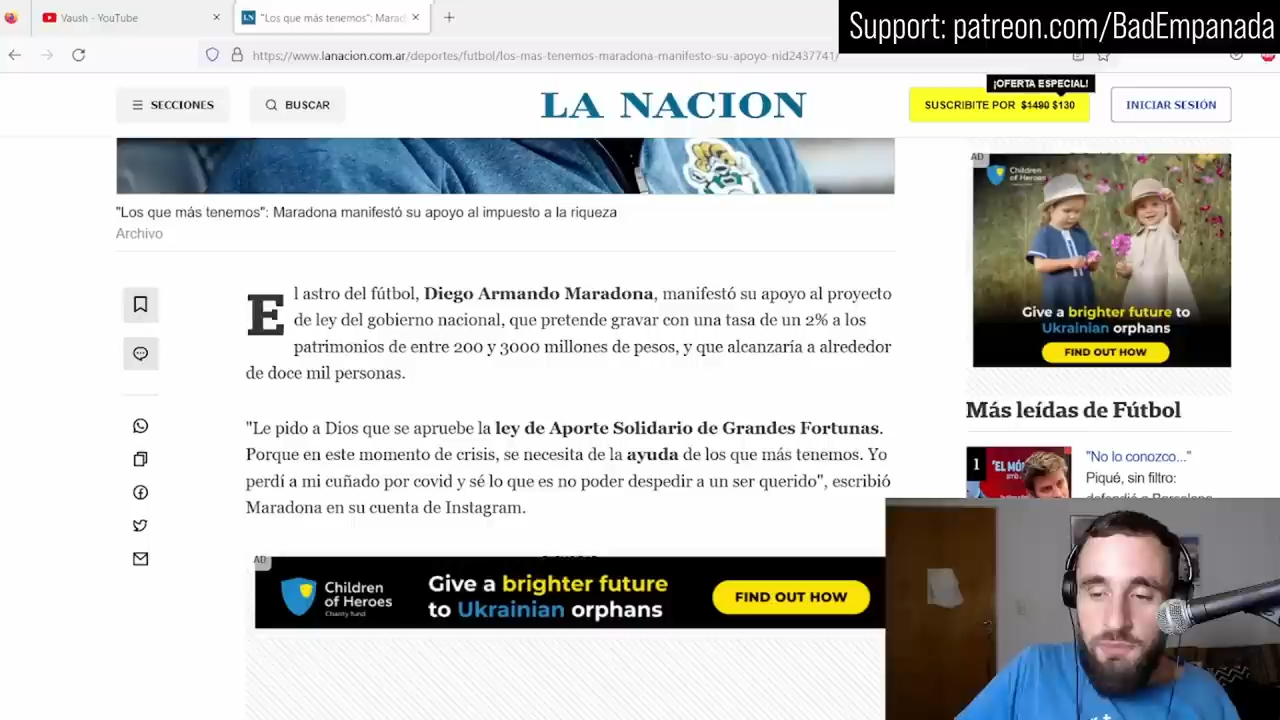 Vaush - YouTube
LN
"Los que más tenemos": Marad
Support: patreon.com/BadEmpanada
https://www.lanacion.com.ar/deportes/futbol/los-mas-tenemos-maradona-manifesto-su-apoyo-nid2437741/
SECCIONES
BUSCAR
LA NACION
¡OFERTA ESPECIAL!
SUSCRIBITE POR $1490 $130
INICIAR SESIÓN
"Los que más tenemos": Maradona manifestó su apoyo al impuesto a la riqueza
Archivo
El astro del fútbol, Diego Armando Maradona, manifestó su apoyo al proyecto
de ley del gobierno nacional, que pretende gravar con una tasa de un 2% a los
patrimonios de entre 200 y 3000 millones de pesos, y que alcanzaría a alrededor
de doce mil personas.
"Le pido a Dios que se apruebe la ley de Aporte Solidario de Grandes Fortunas.
Porque en este momento de crisis, se necesita de la ayuda de los que más tenemos. Yo
perdí a mi cuñado por covid y sé lo que es no poder despedir a un ser querido", escribió
Maradona en su cuenta de Instagram.
AD
Children
of Heroes
Charity fund
Give a brighter future
to Ukrainian orphans
FIND OUT HOW
AD
Children
of Heroes
Give a brighter future to
Ukrainian orphans
FIND OUT HOW
Más leídas de Fútbol
1
"EL MÓ
"No lo conozco..."
Piqué, sin filtro:
defendió a Barcelona